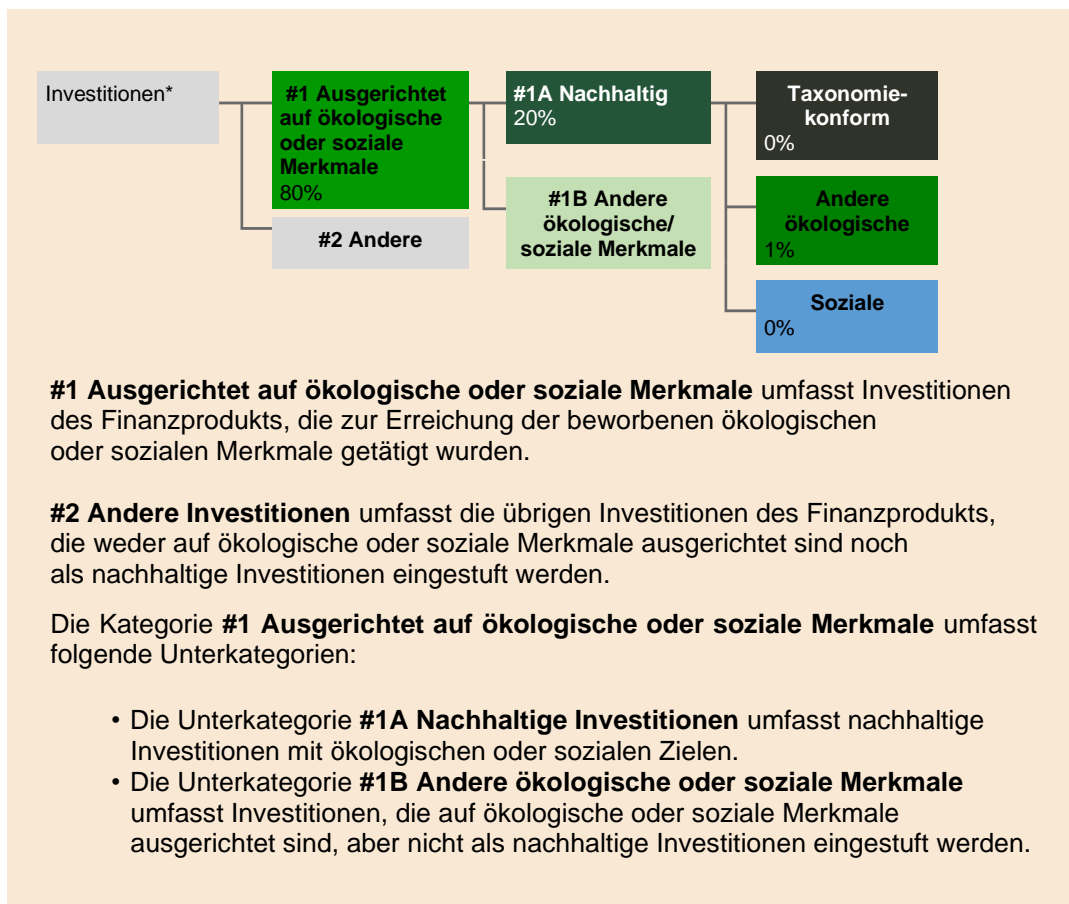 Investitionen*
#1 Ausgerichtet
auf ökologische
oder soziale
Merkmale
80%
#2 Andere
#1A Nachhaltig
20%
#1B Andere
ökologische/
soziale Merkmale
Taxonomie-
konform
0%
Andere
ökologische
1%
Soziale
0%
#1 Ausgerichtet auf ökologische oder soziale Merkmale umfasst Investitionen
des Finanzprodukts, die zur Erreichung der beworbenen ökologischen
oder sozialen Merkmale getätigt wurden.
#2 Andere Investitionen umfasst die übrigen Investitionen des Finanzprodukts,
die weder auf ökologische oder soziale Merkmale ausgerichtet sind noch
als nachhaltige Investitionen eingestuft werden.
Die Kategorie #1 Ausgerichtet auf ökologische oder soziale Merkmale umfasst
folgende Unterkategorien:
• Die Unterkategorie #1A Nachhaltige Investitionen umfasst nachhaltige
Investitionen mit ökologischen oder sozialen Zielen.
• Die Unterkategorie #1B Andere ökologische oder soziale Merkmale
umfasst Investitionen, die auf ökologische oder soziale Merkmale
ausgerichtet sind, aber nicht als nachhaltige Investitionen eingestuft werden.